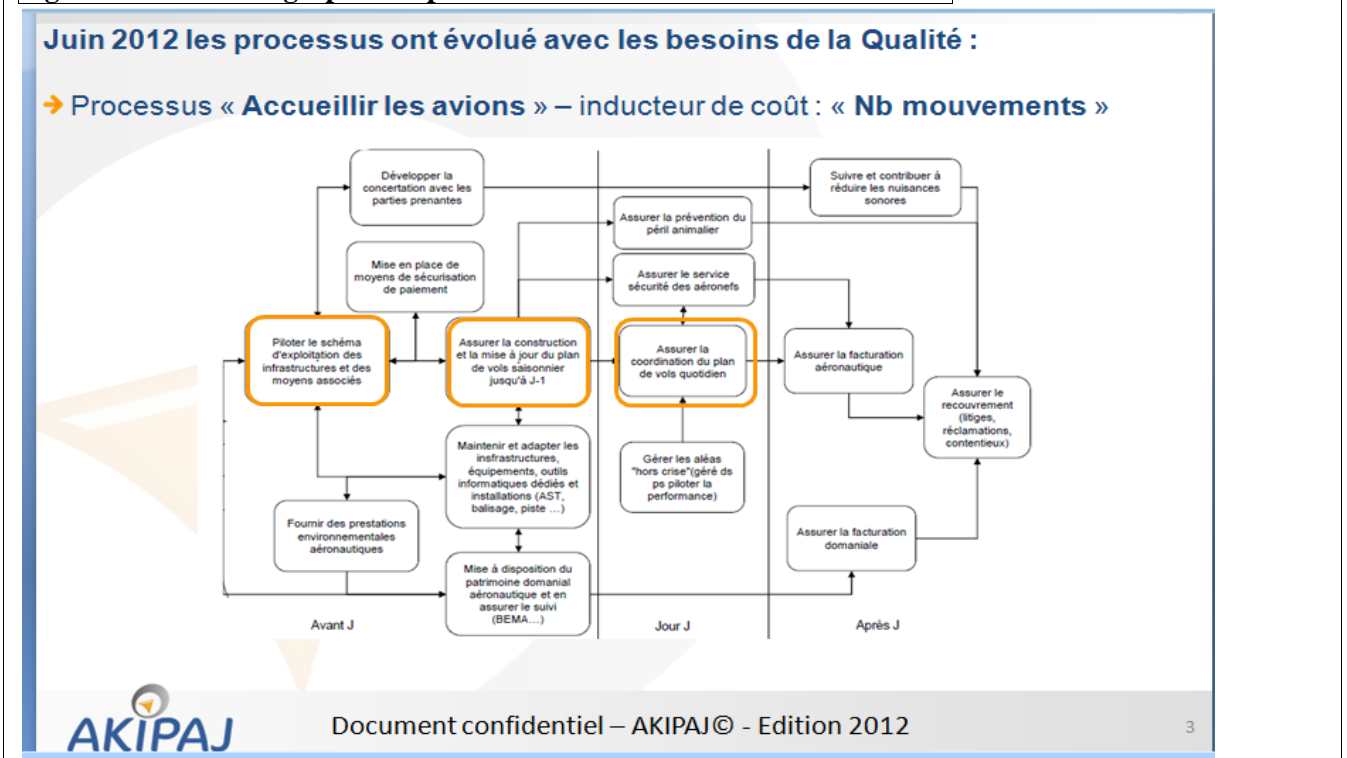 Juin 2012 les processus ont évolué avec les besoins de la Qualité :
Processus « Accueillir les avions » – inducteur de coût : « Nb mouvements »
Développer la
concertation avec les
parties prenantes
Suivre et contribuer à
réduire les nuisances
sonores
Assurer la prévention du
péril animalier
Mise en place de
moyens de sécurisation
de paiement
Assurer le service
sécurité des aéronefs
Piloter le schéma
d'exploitation des
infrastructures et des
moyens associés
Assurer la construction
et la mise à jour du plan
de vols saisonnier
jusqu'à J-1
Assurer la
coordination du plan
de vols quotidien
Assurer la facturation
aéronautique
Assurer le
recouvrement
(litiges,
réclamations,
contentieux)
Maintenir et adapter les
insfrastructures,
équipements, outils
informatiques dédiés et
installations (AST,
balisage, piste ...)
Gérer les aléas
"hors crise"(géré ds
ps piloter la
performance)
Fournir des prestations
environnementales
aéronautiques
Assurer la facturation
domaniale
Mise à disposition du
patrimoine domanial
aéronautique et en
assurer le suivi
(BEMA...)
Avant J
Jour J
Après J
AKIPAJ
Document confidentiel – AKIPAJ© - Edition 2012
3